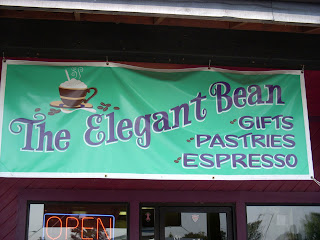 The Elegant Bean
GIFTS
PASTRIES
ESPRESSO
OPEN